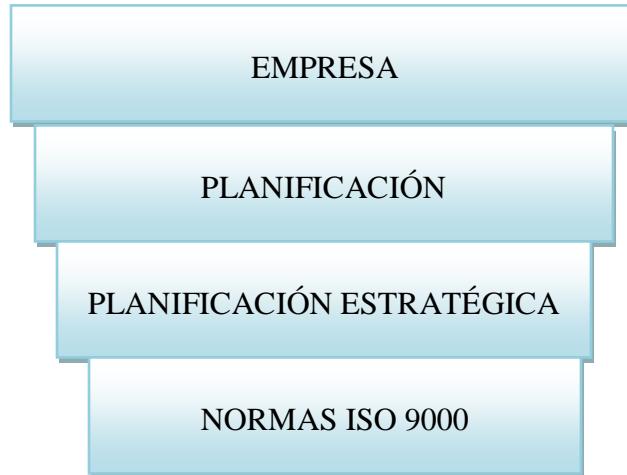 EMPRESA
PLANIFICACIÓN
PLANIFICACIÓN ESTRATÉGICA
NORMAS ISO 9000